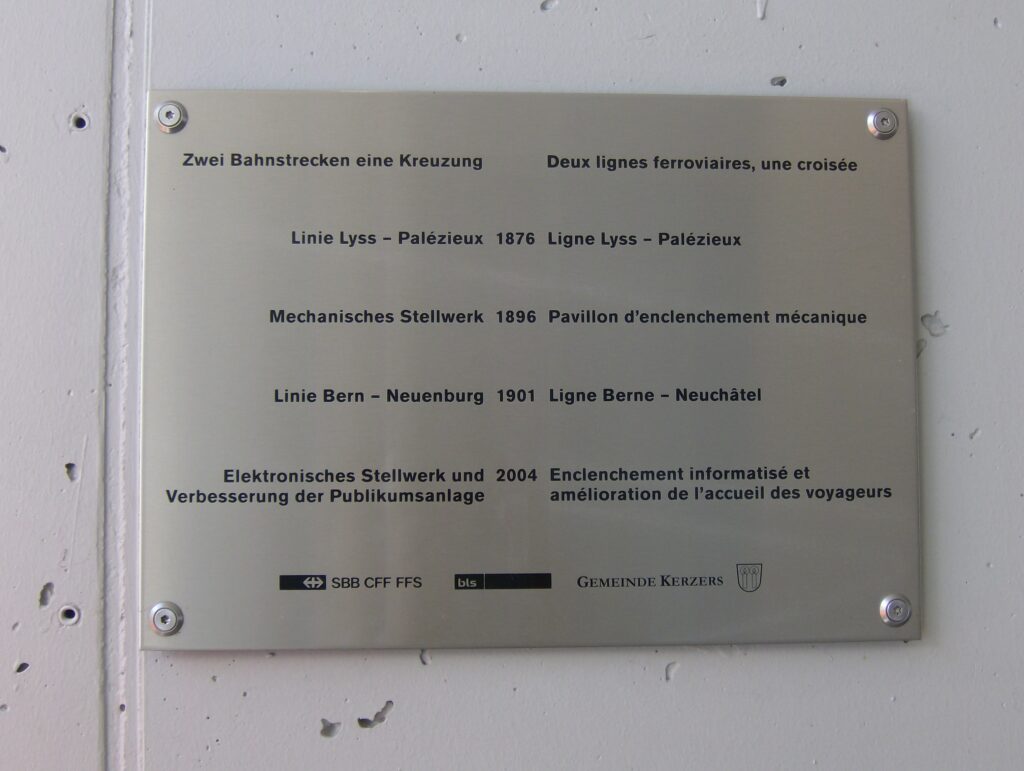 Zwei Bahnstrecken eine Kreuzung Deux lignes ferroviaires, une croisée
Linie Lyss – Palézieux 1876 Ligne Lyss – Palézieux
Mechanisches Stellwerk 1896 Pavillon d'enclenchement mécanique
Linie Bern – Neuenburg 1901 Ligne Berne – Neuchâtel
Elektronisches Stellwerk und 2004 Enclenchement informatisé et
Verbesserung der Publikumsanlage amélioration de l'accueil des voyageurs
SBB CFF FFS bls GEMEINDE KERZERS